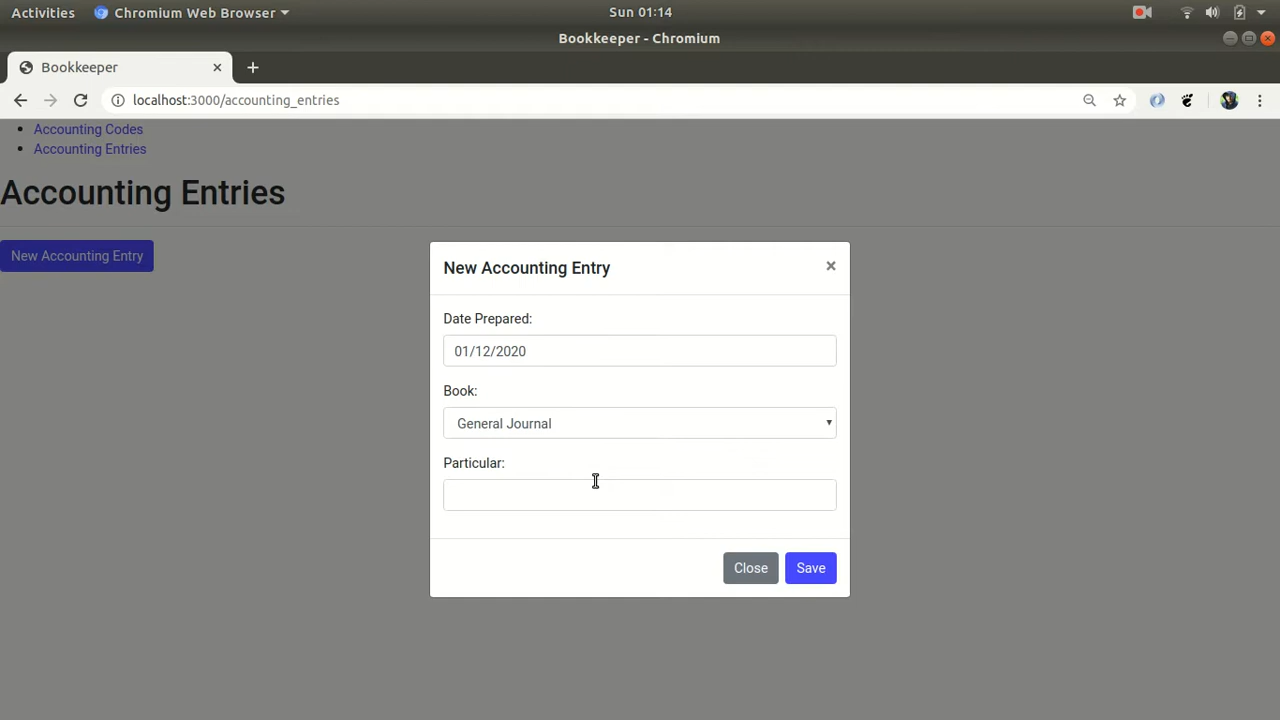 Activities Chromium Web Browser Sun 01:14
Bookkeeper - Chromium
Bookkeeper
localhost:3000/accounting_entries
Accounting Codes
Accounting Entries
Accounting Entries
New Accounting Entry
New Accounting Entry
Date Prepared:
01/12/2020
Book:
General Journal
Particular:
Close Save